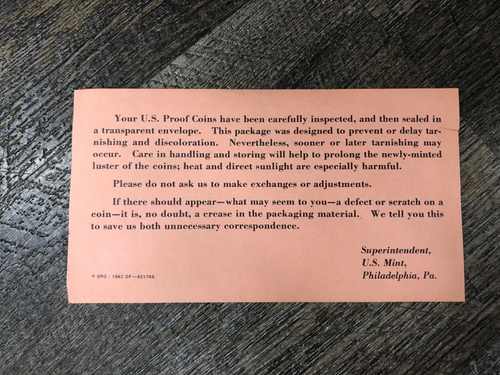 Your U.S. Proof Coins have been carefully inspected, and then sealed in
a transparent envelope. This package was designed to prevent or delay tar-
nishing and discoloration. Nevertheless, sooner or later tarnishing may
occur. Care in handling and storing will help to prolong the newly-minted
luster of the coins; heat and direct sunlight are especially harmful.
Please do not ask us to make exchanges or adjustments.
If there should appear—what may seem to you—a defect or scratch on a
coin—it is, no doubt, a crease in the packaging material. We tell you this
to save us both unnecessary correspondence.
Superintendent,
U.S. Mint,
Philadelphia, Pa.
GPO : 1962 OF—631766